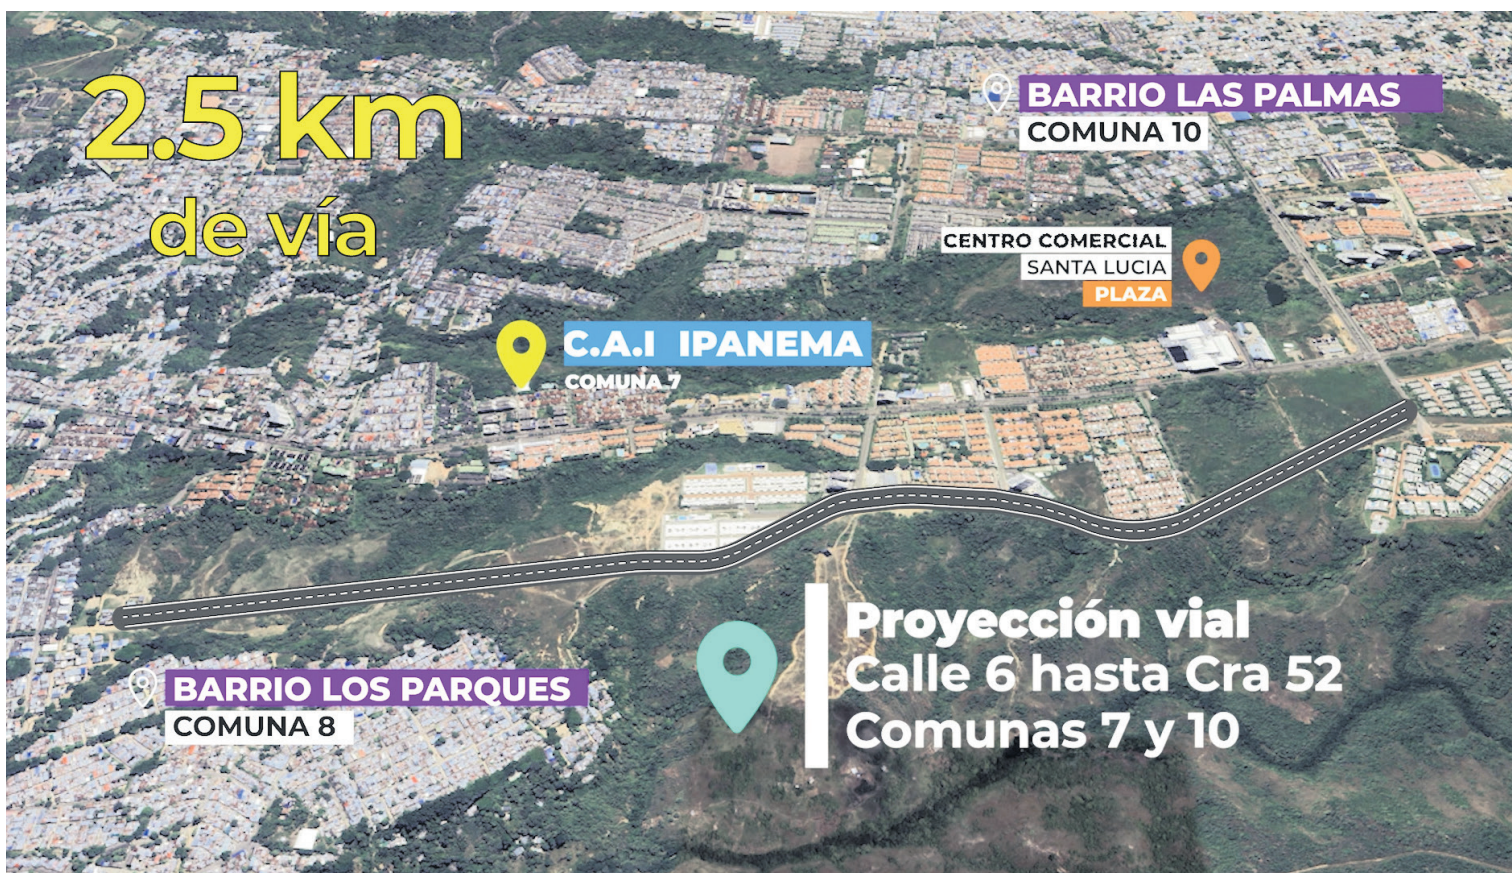 2.5 km
de vía
BARRIO LAS PALMAS
COMUNA 10
CENTRO COMERCIAL
SANTA LUCIA
PLAZA
C.A.I IPANEMA
COMUNA 7
Proyección vial
Calle 6 hasta Cra 52
Comunas 7 y 10
BARRIO LOS PARQUES
COMUNA 8